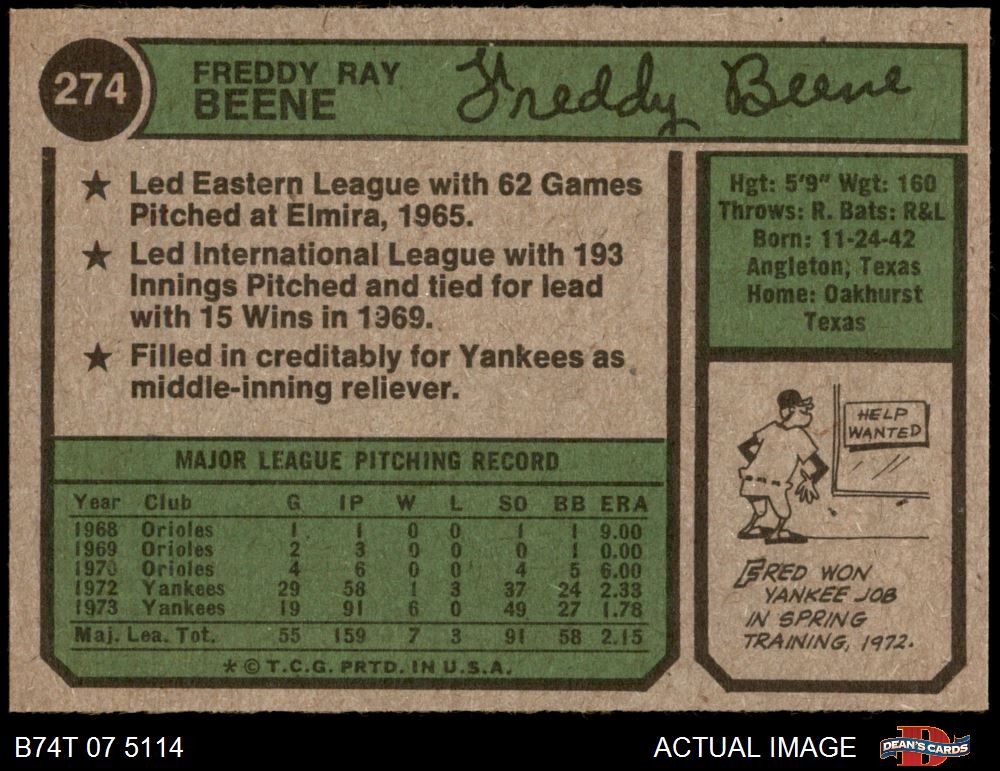 274
FREDDY RAY
BEENE
Freddy Beene
★ Led Eastern League with 62 Games
Pitched at Elmira, 1965.
★ Led International League with 193
Innings Pitched and tied for lead
with 15 Wins in 1969.
★ Filled in creditably for Yankees as
middle-inning reliever.
Hgt: 5'9" Wgt: 160
Throws: R. Bats: R&L
Born: 11-24-42
Angleton, Texas
Home: Oakhurst
Texas
MAJOR LEAGUE PITCHING RECORD
Year Club G IP W L SO BB ERA
1968 Orioles 1 1 0 0 1 1 9.00
1969 Orioles 2 3 0 0 0 1 0.00
1970 Orioles 4 6 0 0 4 5 6.00
1972 Yankees 29 58 1 3 37 24 2.33
1973 Yankees 19 91 6 0 49 27 1.78
Maj. Lea. Tot. 55 159 7 3 91 58 2.15
* © T.C.G. PRTD. IN U.S.A.
HELP
WANTED
FRED WON
YANKEE JOB
IN SPRING
TRAINING, 1972.
B74T 07 5114
ACTUAL IMAGE
DEAN'S CARDS